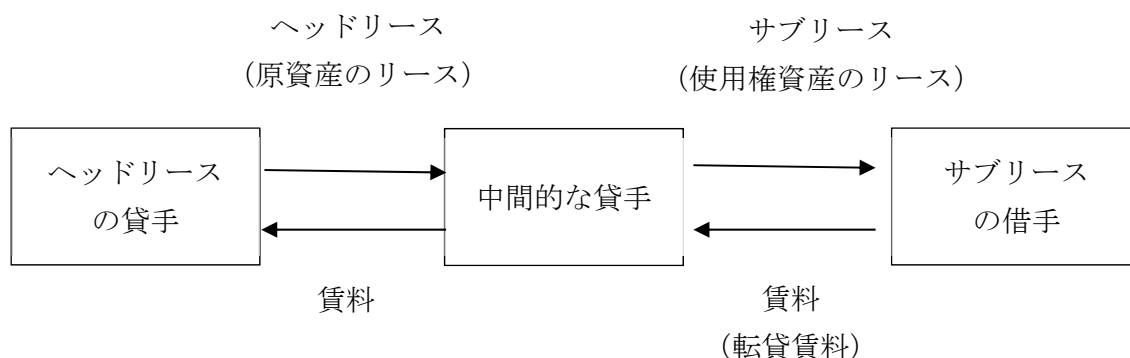 ヘッドリース
(原資産のリース)
サブリース
(使用権資産のリース)
ヘッドリース
の貸手
中間的な貸手
サブリース
の借手
賃料
賃料
(転貸賃料)